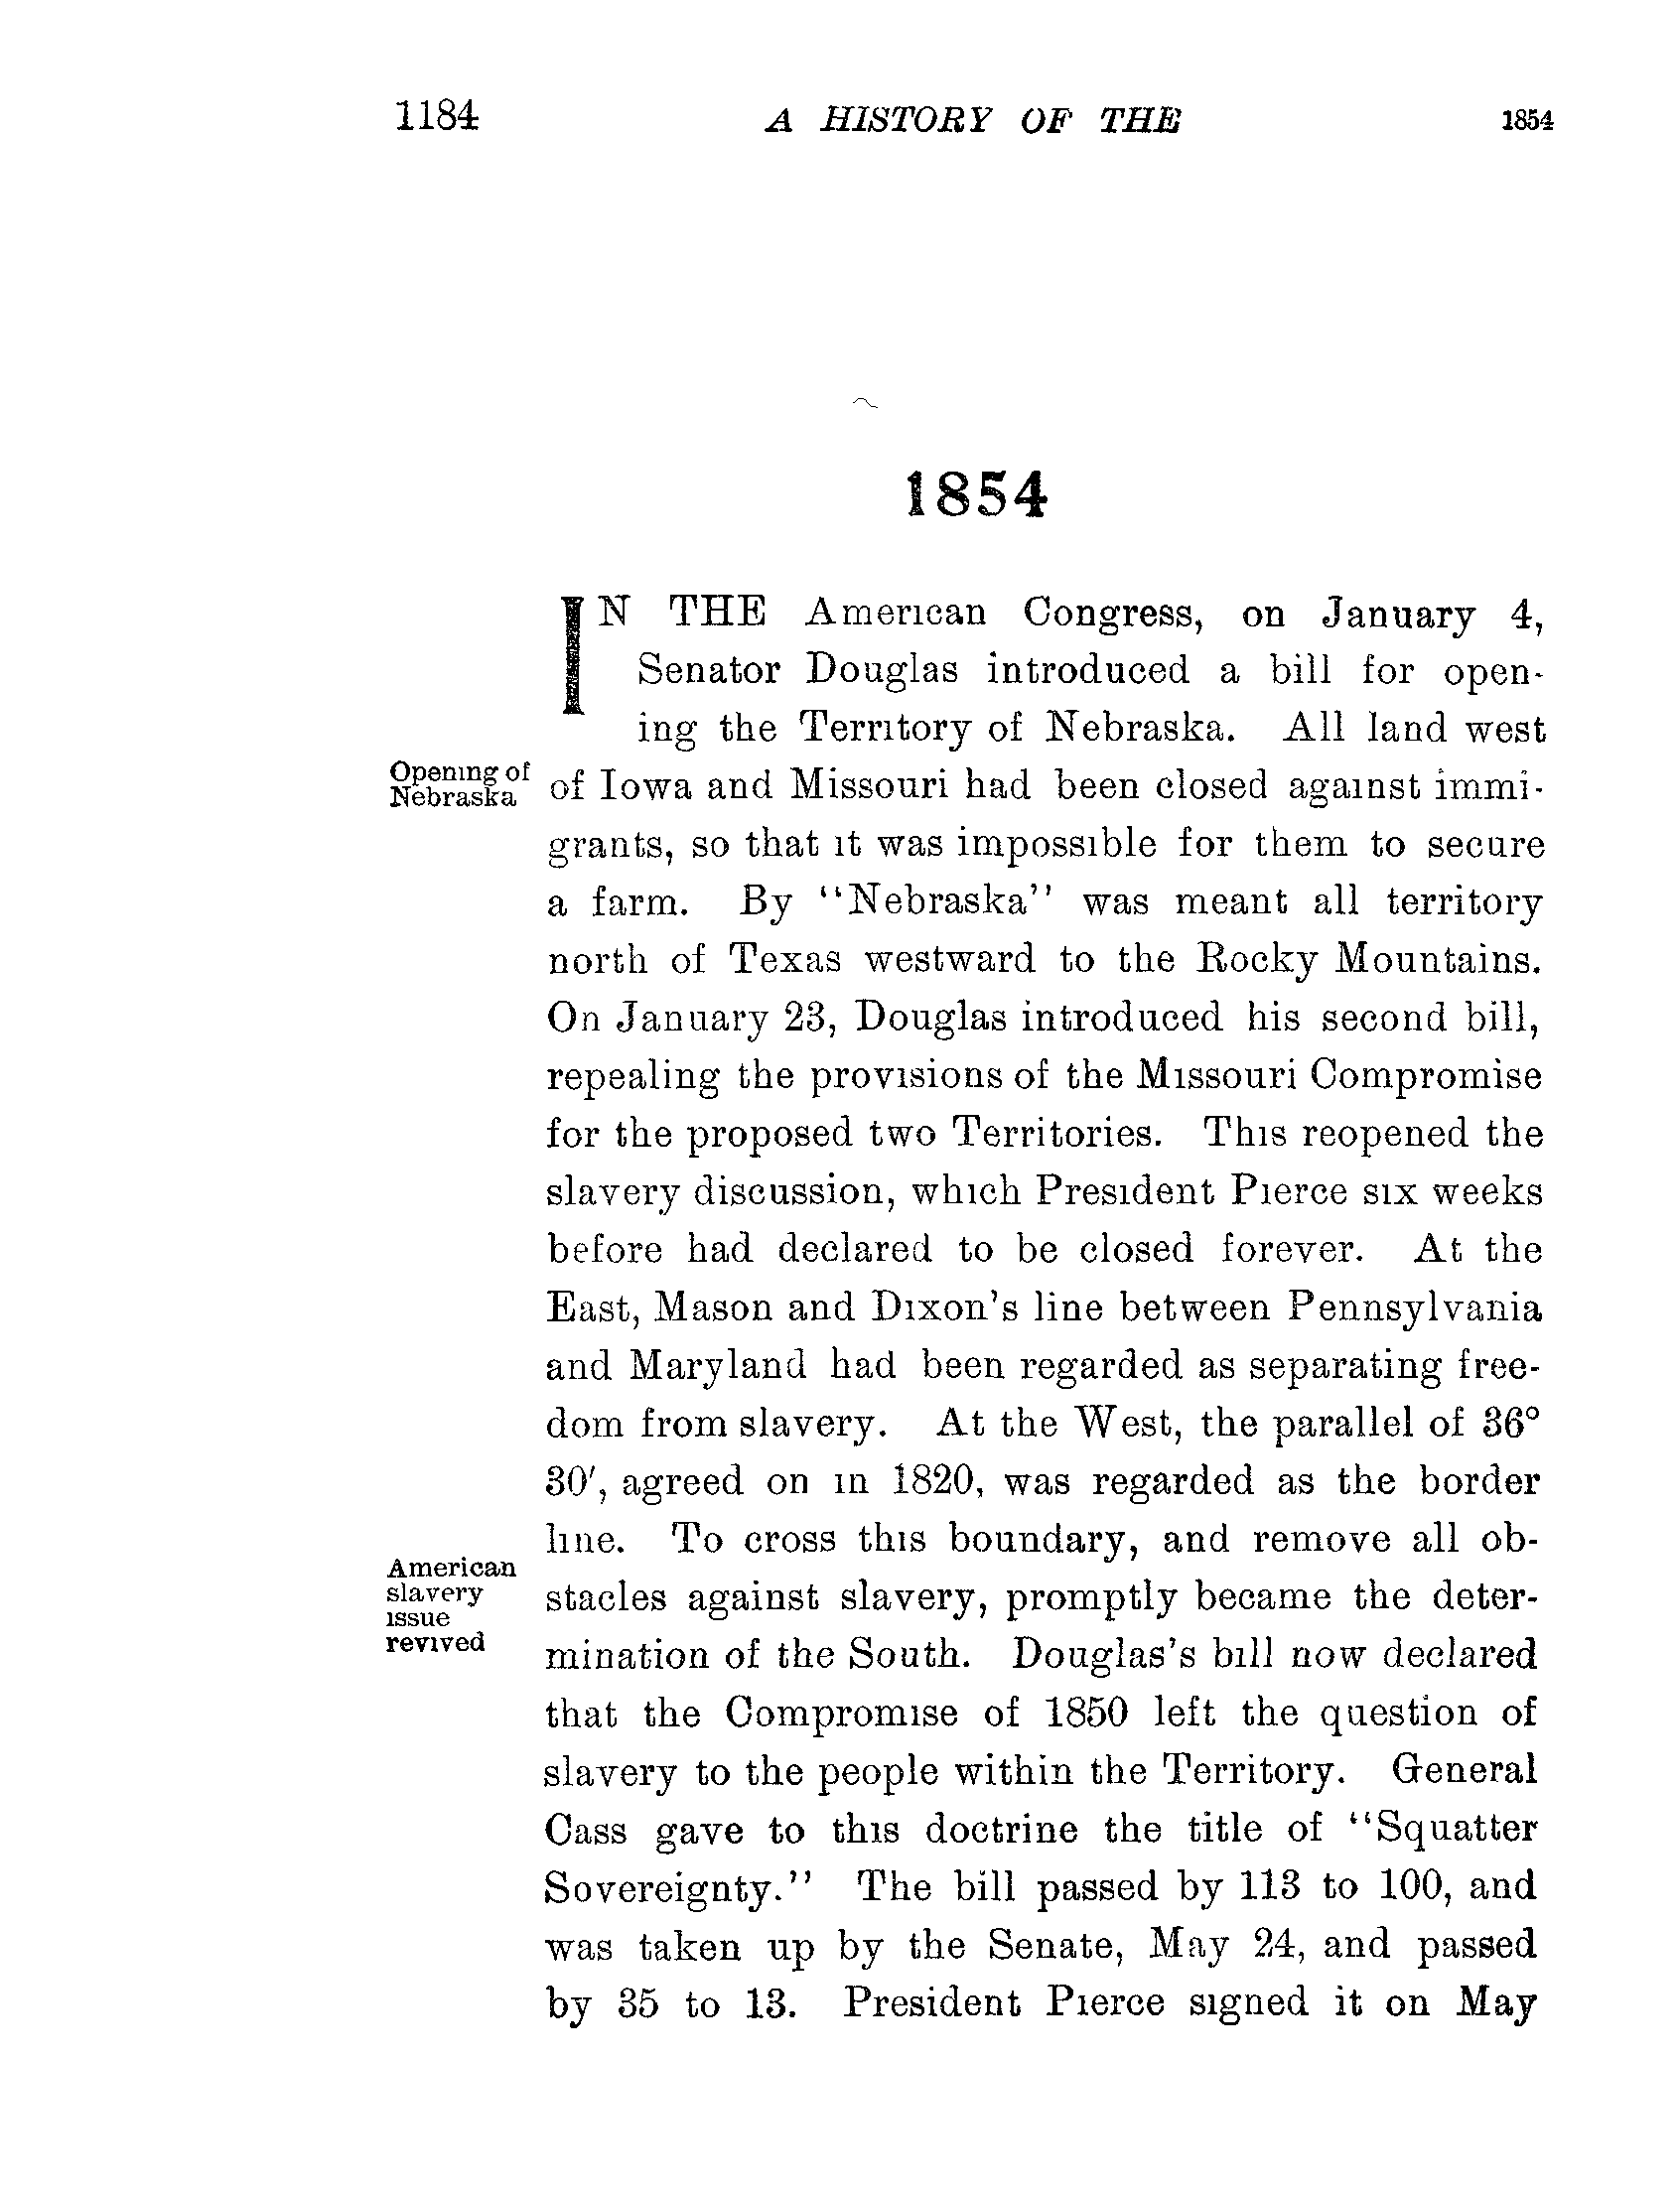 1184 A HISTORY OF THE 1854
1854
IN THE American Congress, on January 4,
Senator Douglas introduced a bill for open-
ing the Territory of Nebraska. All land west
Opening of
Nebraska
of Iowa and Missouri had been closed against immi-
grants, so that it was impossible for them to secure
a farm. By "Nebraska" was meant all territory
north of Texas westward to the Rocky Mountains.
On January 23, Douglas introduced his second bill,
repealing the provisions of the Missouri Compromise
for the proposed two Territories. This reopened the
slavery discussion, which President Pierce six weeks
before had declared to be closed forever. At the
East, Mason and Dixon's line between Pennsylvania
and Maryland had been regarded as separating free-
dom from slavery. At the West, the parallel of 36°
30′, agreed on in 1820, was regarded as the border
line. To cross this boundary, and remove all ob-
American
slavery
issue
revived
stacles against slavery, promptly became the deter-
mination of the South. Douglas's bill now declared
that the Compromise of 1850 left the question of
slavery to the people within the Territory. General
Cass gave to this doctrine the title of "Squatter
Sovereignty." The bill passed by 113 to 100, and
was taken up by the Senate, May 24, and passed
by 35 to 13. President Pierce signed it on May